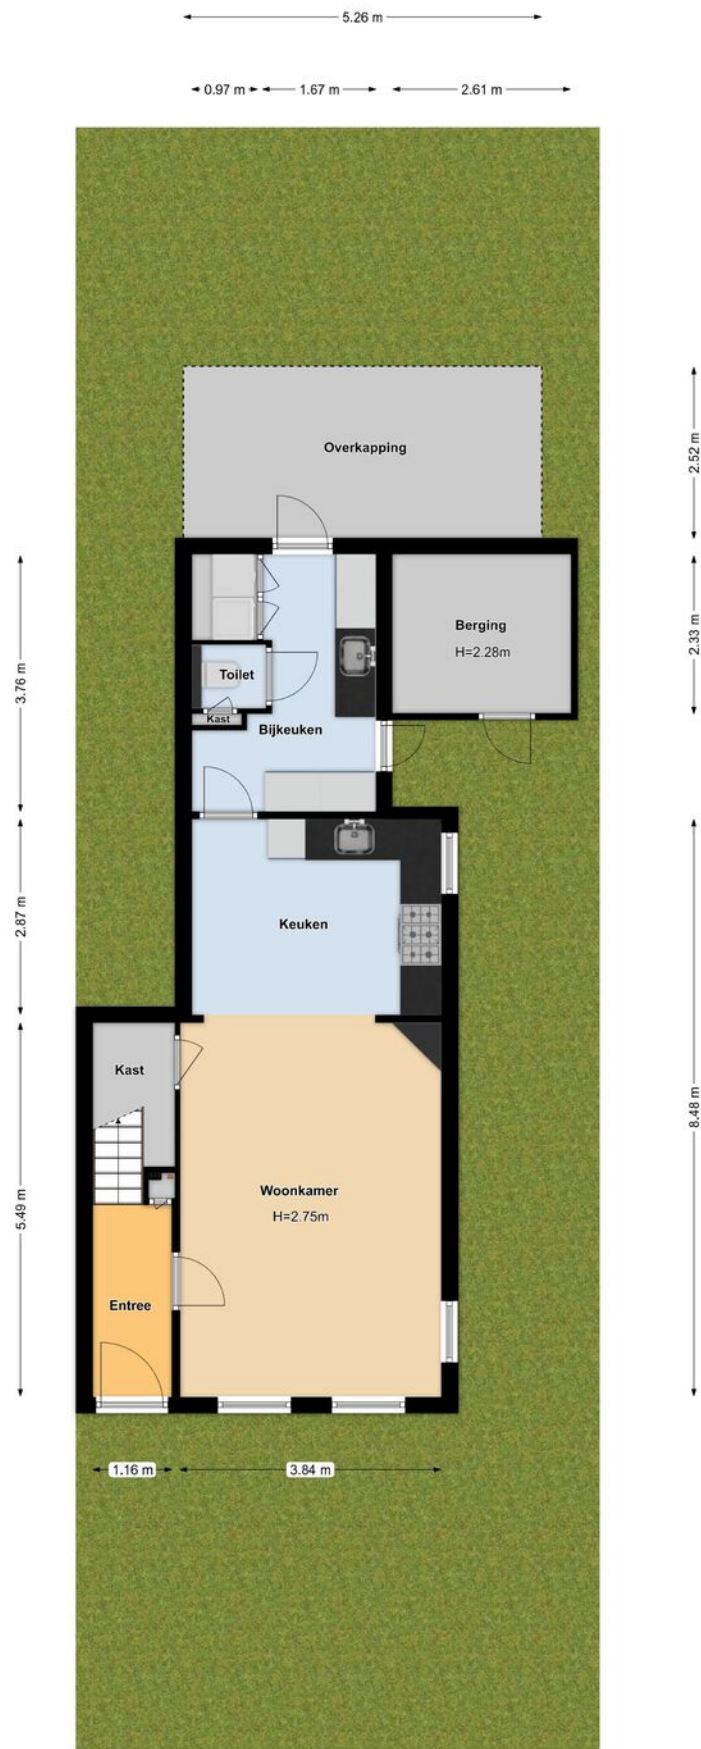 5.26 m
0.97 m
1.67 m
2.61 m
Overkapping
2.52 m
Berging
H=2.28m
2.33 m
Toilet
3.76 m
Kast
Bijkeuken
Keuken
2.87 m
Kast
8.48 m
Woonkamer
H=2.75m
5.49 m
Entree
1.16 m
3.84 m